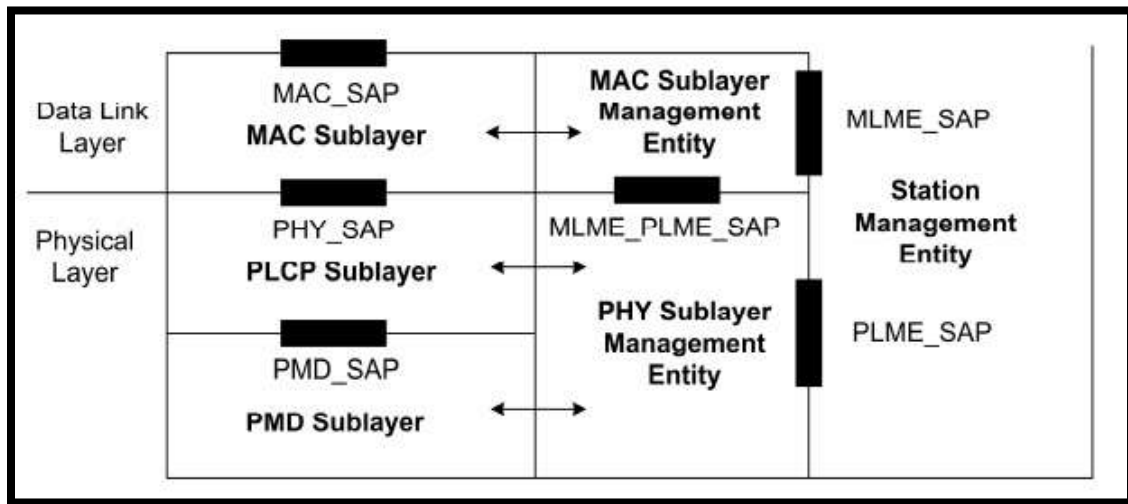 Data Link
Layer
MAC_SAP
MAC Sublayer
MAC Sublayer
Management
Entity
MLME_SAP
Station
Management
Entity
Physical
Layer
PHY_SAP
PLCP Sublayer
MLME_PLME_SAP
PHY Sublayer
Management
Entity
PLME_SAP
PMD_SAP
PMD Sublayer